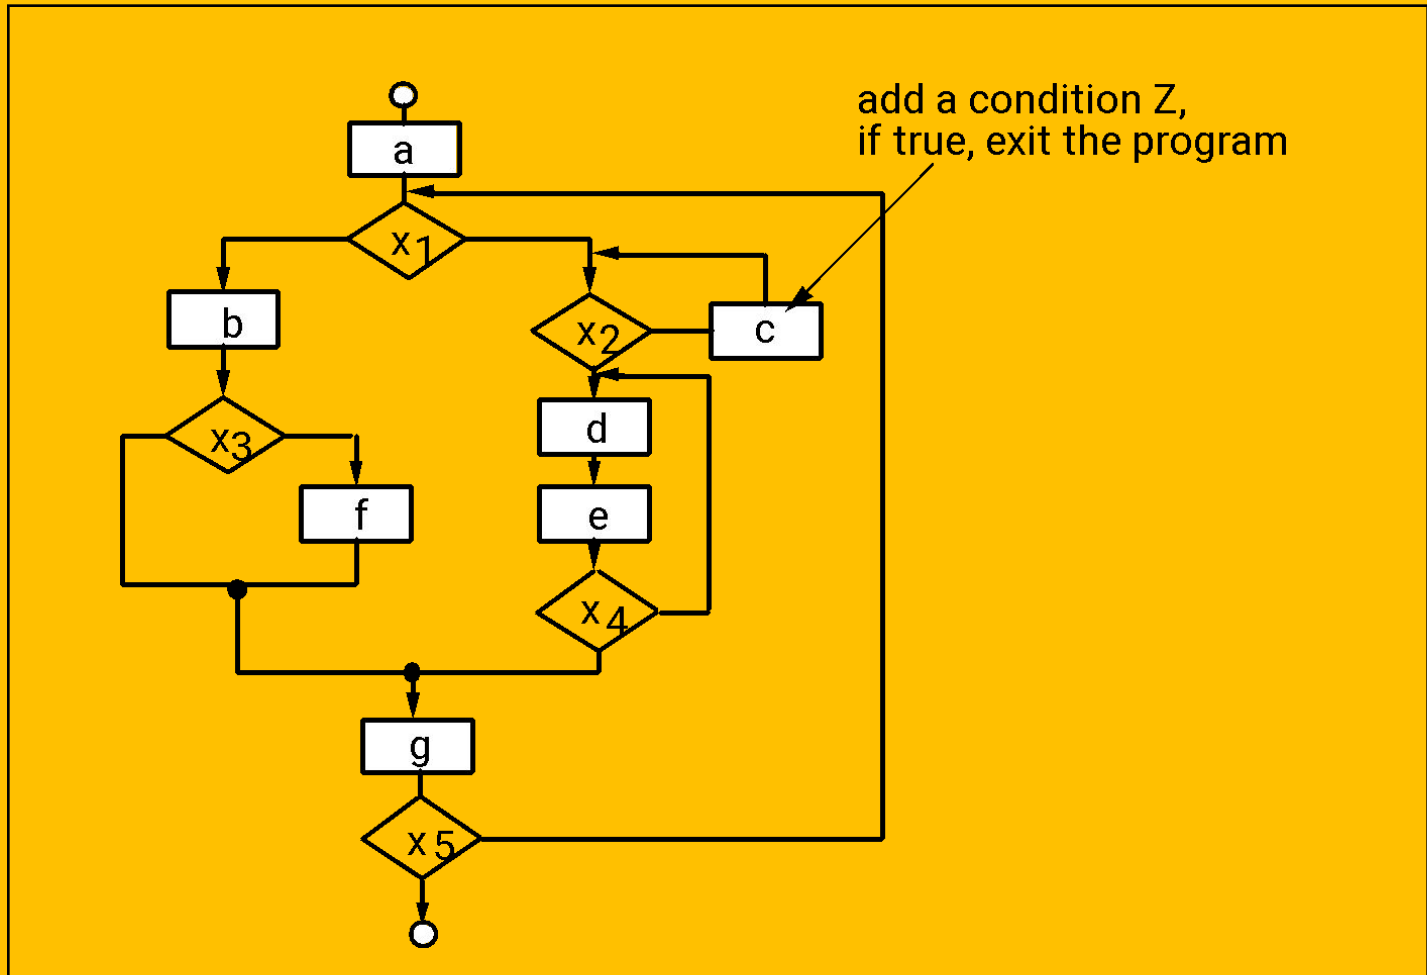 add a condition Z,
if true, exit the program
a
x1
b
x2
c
x3
d
f
e
x4
g
x5